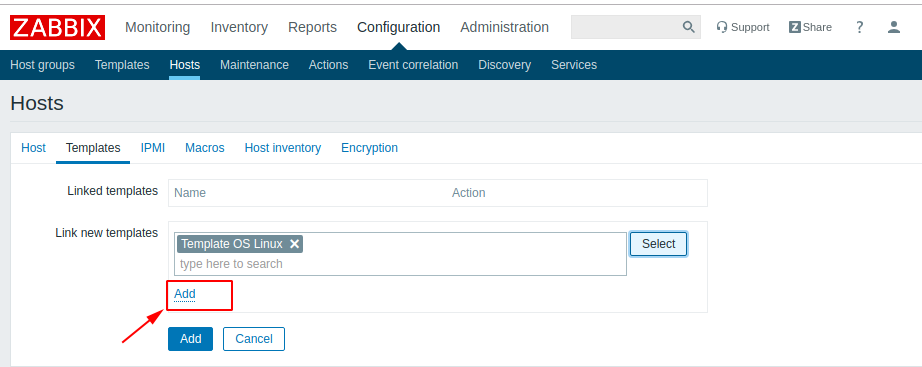 ZABBIX Monitoring Inventory Reports Configuration Administration Support Z Share ?
Host groups Templates Hosts Maintenance Actions Event correlation Discovery Services
Hosts
Host Templates IPMI Macros Host inventory Encryption
Linked templates Name Action
Link new templates Template OS Linux Select
type here to search
Add
Add Cancel